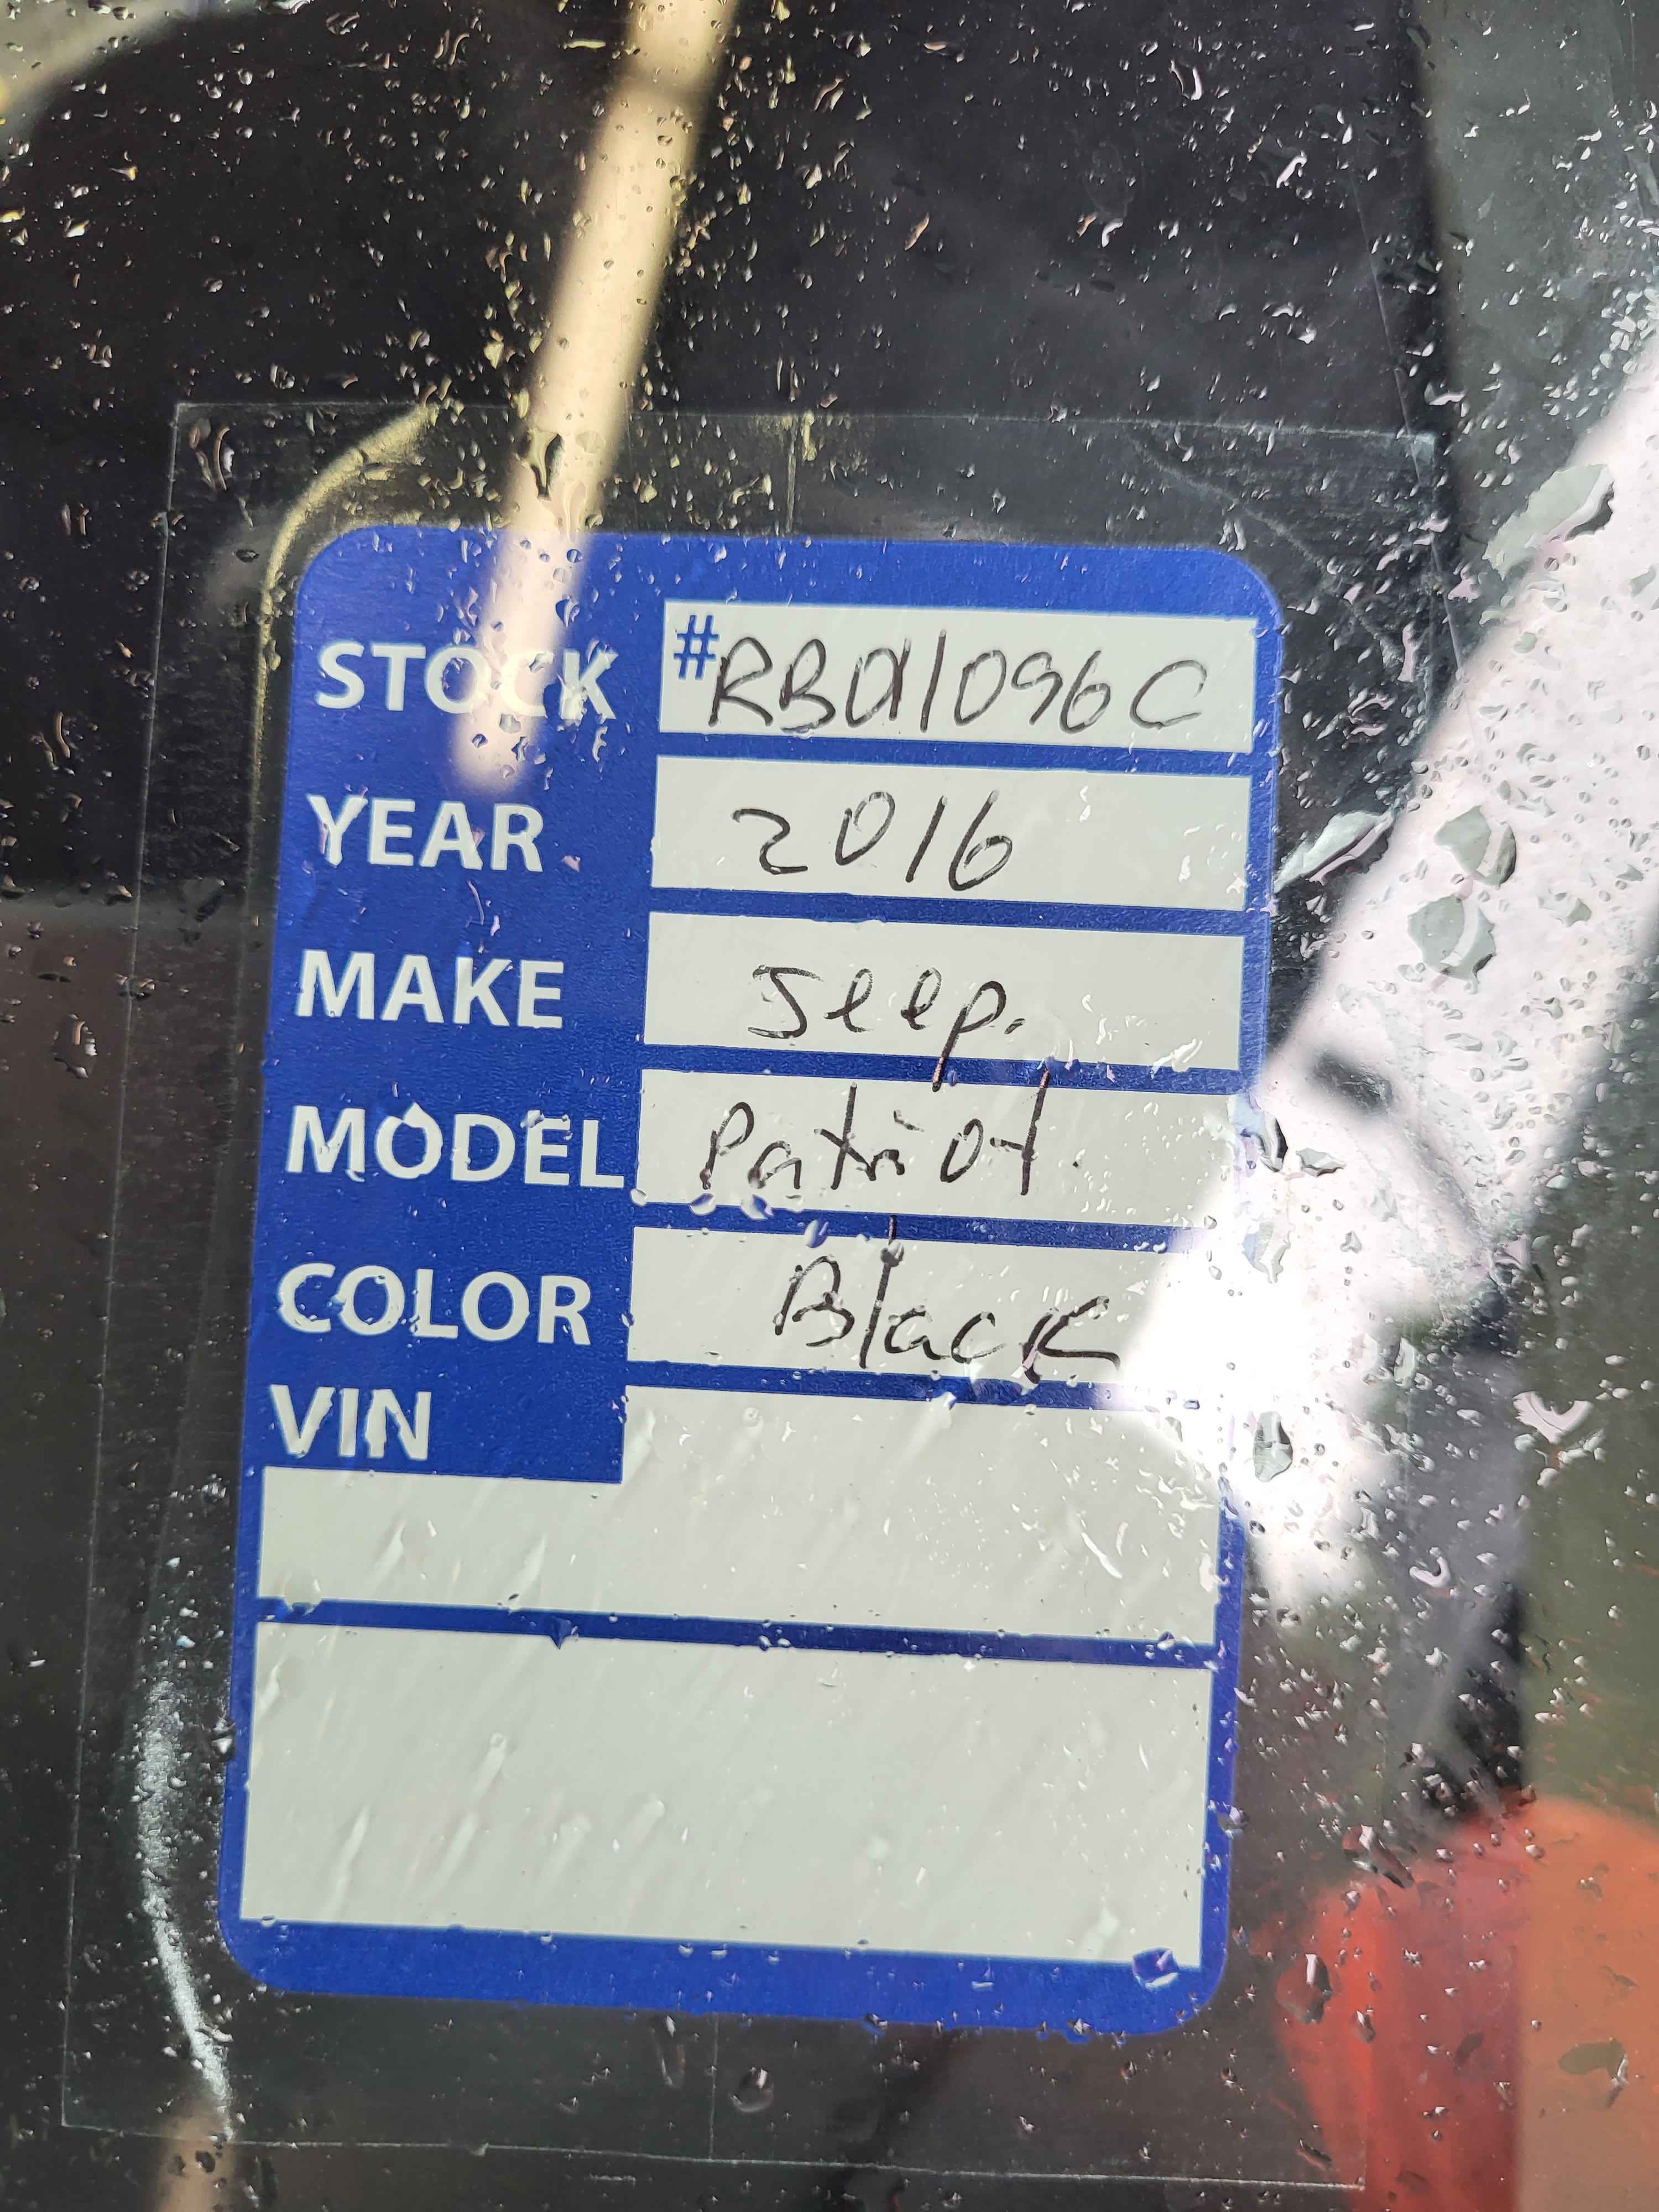 STOCK #RBA1096C
YEAR 2016
MAKE Jeep.
MODEL Patriot.
COLOR Black
VIN